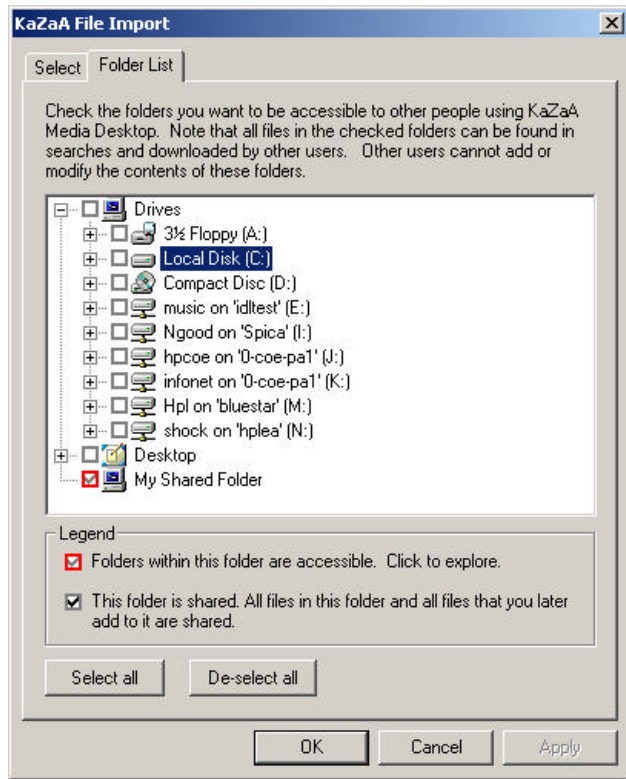 KaZaA File Import
Select
Folder List
Check the folders you want to be accessible to other people using KaZaA
Media Desktop. Note that all files in the checked folders can be found in
searches and downloaded by other users. Other users cannot add or
modify the contents of these folders.
Drives
3½ Floppy (A:)
Local Disk (C:)
Compact Disc (D:)
music on 'idltest' (E:)
Ngood on 'Spica' (I:)
hpcoe on '0-coe-pa1' (J:)
infonet on '0-coe-pa1' (K:)
Hpl on 'bluestar' (M:)
shock on 'hplea' (N:)
Desktop
My Shared Folder
Legend
Folders within this folder are accessible. Click to explore.
This folder is shared. All files in this folder and all files that you later
add to it are shared.
Select all
De-select all
OK
Cancel
Apply